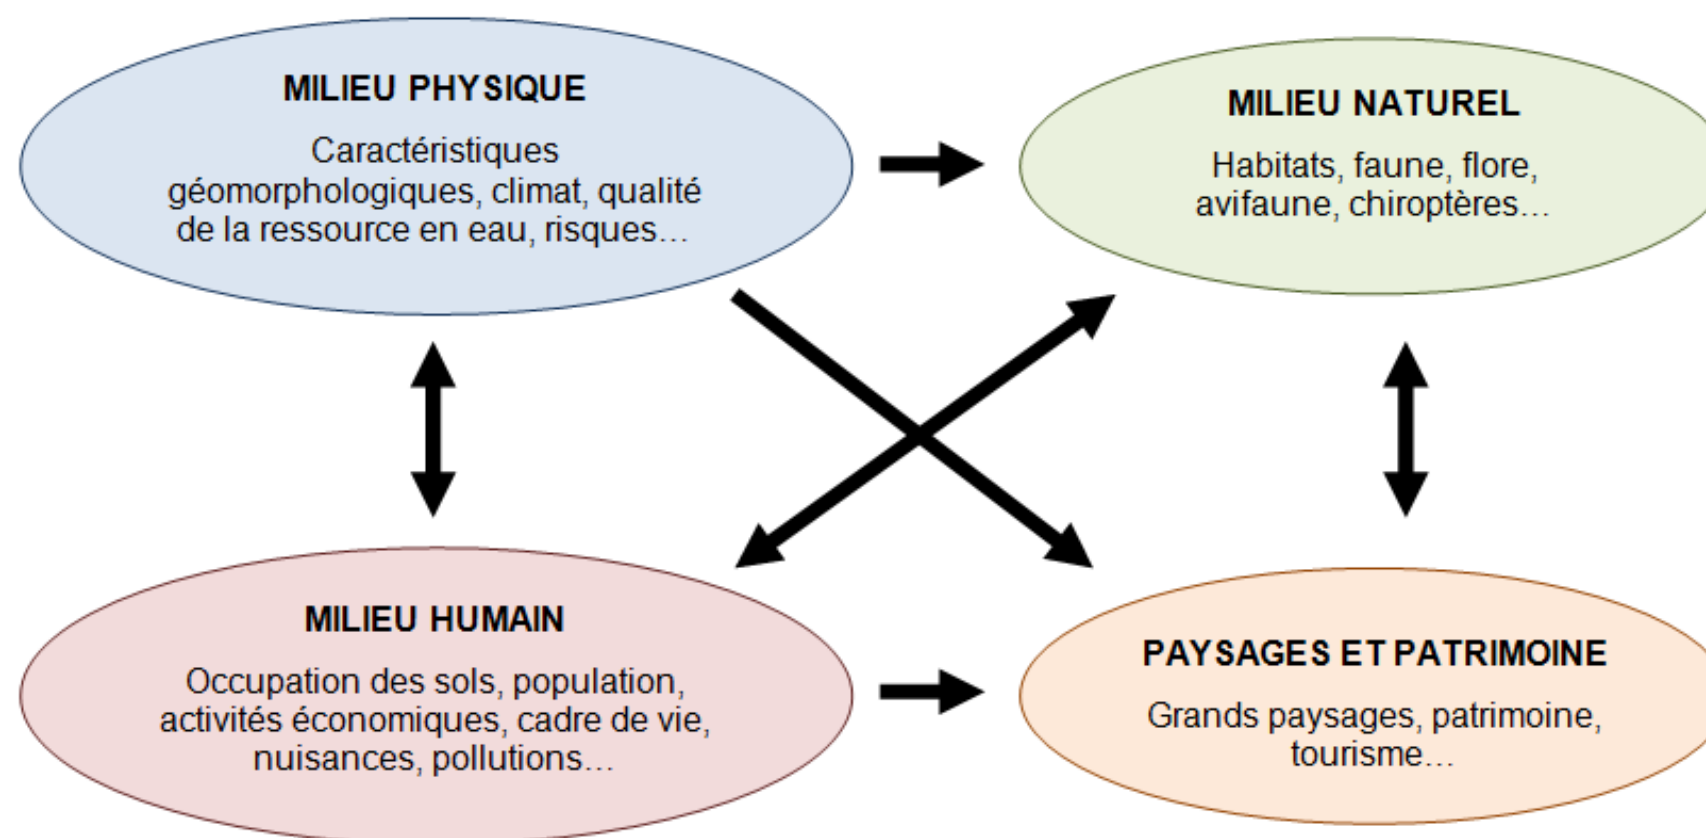 MILIEU PHYSIQUE
Caractéristiques
géomorphologiques, climat, qualité
de la ressource en eau, risques…
MILIEU NATUREL
Habitats, faune, flore,
avifaune, chiroptères…
MILIEU HUMAIN
Occupation des sols, population,
activités économiques, cadre de vie,
nuisances, pollutions…
PAYSAGES ET PATRIMOINE
Grands paysages, patrimoine,
tourisme…